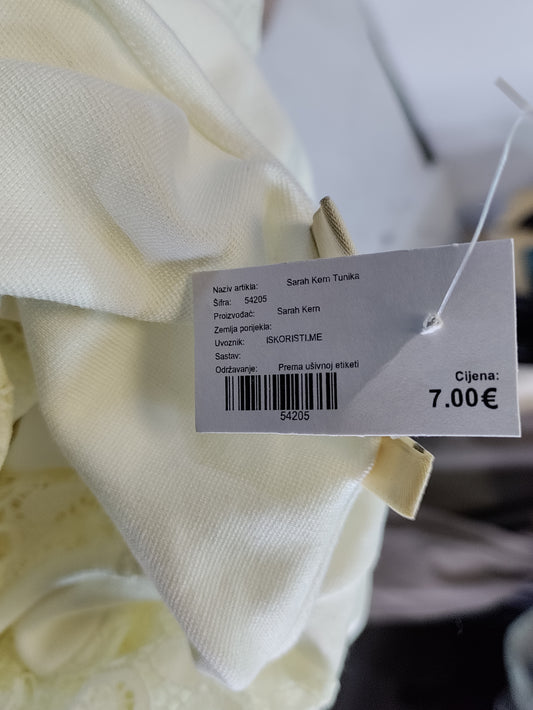 Naziv artikla: Sarah Kern Tunika
Šifra: 54205
Proizvođač: Sarah Kern
Zemlja porijekla:
Uvoznik: ISKORISTI.ME
Sastav:
Održavanje: Prema ušivnoj etiketi
54205
Cijena:
7.00€